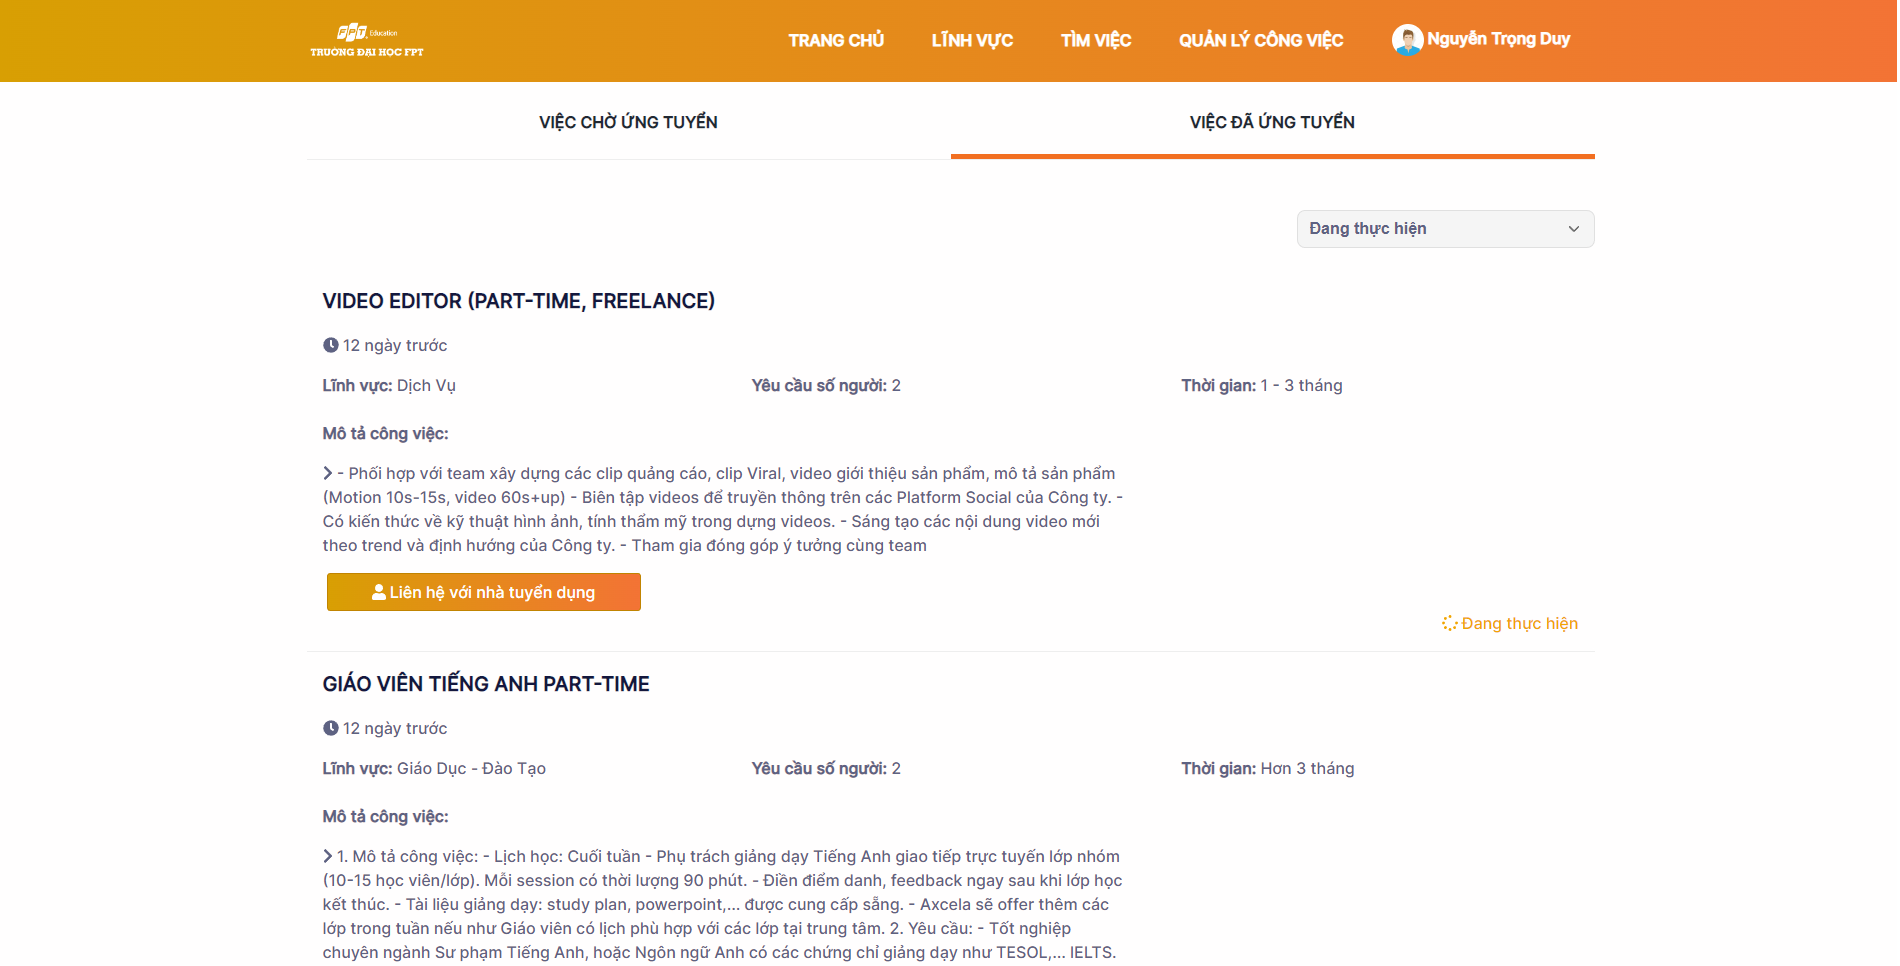 FPT Education
TRƯỜNG ĐẠI HỌC FPT
TRANG CHỦ
LĨNH VỰC
TÌM VIỆC
QUẢN LÝ CÔNG VIỆC
Nguyễn Trọng Duy
VIỆC CHỜ ỨNG TUYỂN
VIỆC ĐÃ ỨNG TUYỂN
Đang thực hiện
VIDEO EDITOR (PART-TIME, FREELANCE)
12 ngày trước
Lĩnh vực: Dịch Vụ
Yêu cầu số người: 2
Thời gian: 1 - 3 tháng
Mô tả công việc:
- Phối hợp với team xây dựng các clip quảng cáo, clip Viral, video giới thiệu sản phẩm, mô tả sản phẩm
(Motion 10s-15s, video 60s+up) - Biên tập videos để truyền thông trên các Platform Social của Công ty. -
Có kiến thức về kỹ thuật hình ảnh, tính thẩm mỹ trong dựng videos. - Sáng tạo các nội dung video mới
theo trend và định hướng của Công ty. - Tham gia đóng góp ý tưởng cùng team
Liên hệ với nhà tuyển dụng
Đang thực hiện
GIÁO VIÊN TIẾNG ANH PART-TIME
12 ngày trước
Lĩnh vực: Giáo Dục - Đào Tạo
Yêu cầu số người: 2
Thời gian: Hơn 3 tháng
Mô tả công việc:
1. Mô tả công việc: - Lịch học: Cuối tuần - Phụ trách giảng dạy Tiếng Anh giao tiếp trực tuyến lớp nhóm
(10-15 học viên/lớp). Mỗi session có thời lượng 90 phút. - Điền điểm danh, feedback ngay sau khi lớp học
kết thúc. - Tài liệu giảng dạy: study plan, powerpoint,... được cung cấp sẵng. - Axcela sẽ offer thêm các
lớp trong tuần nếu như Giáo viên có lịch phù hợp với các lớp tại trung tâm. 2. Yêu cầu: - Tốt nghiệp
chuyên ngành Sư phạm Tiếng Anh, hoặc Ngôn ngữ Anh có các chứng chỉ giảng dạy như TESOL,... IELTS.